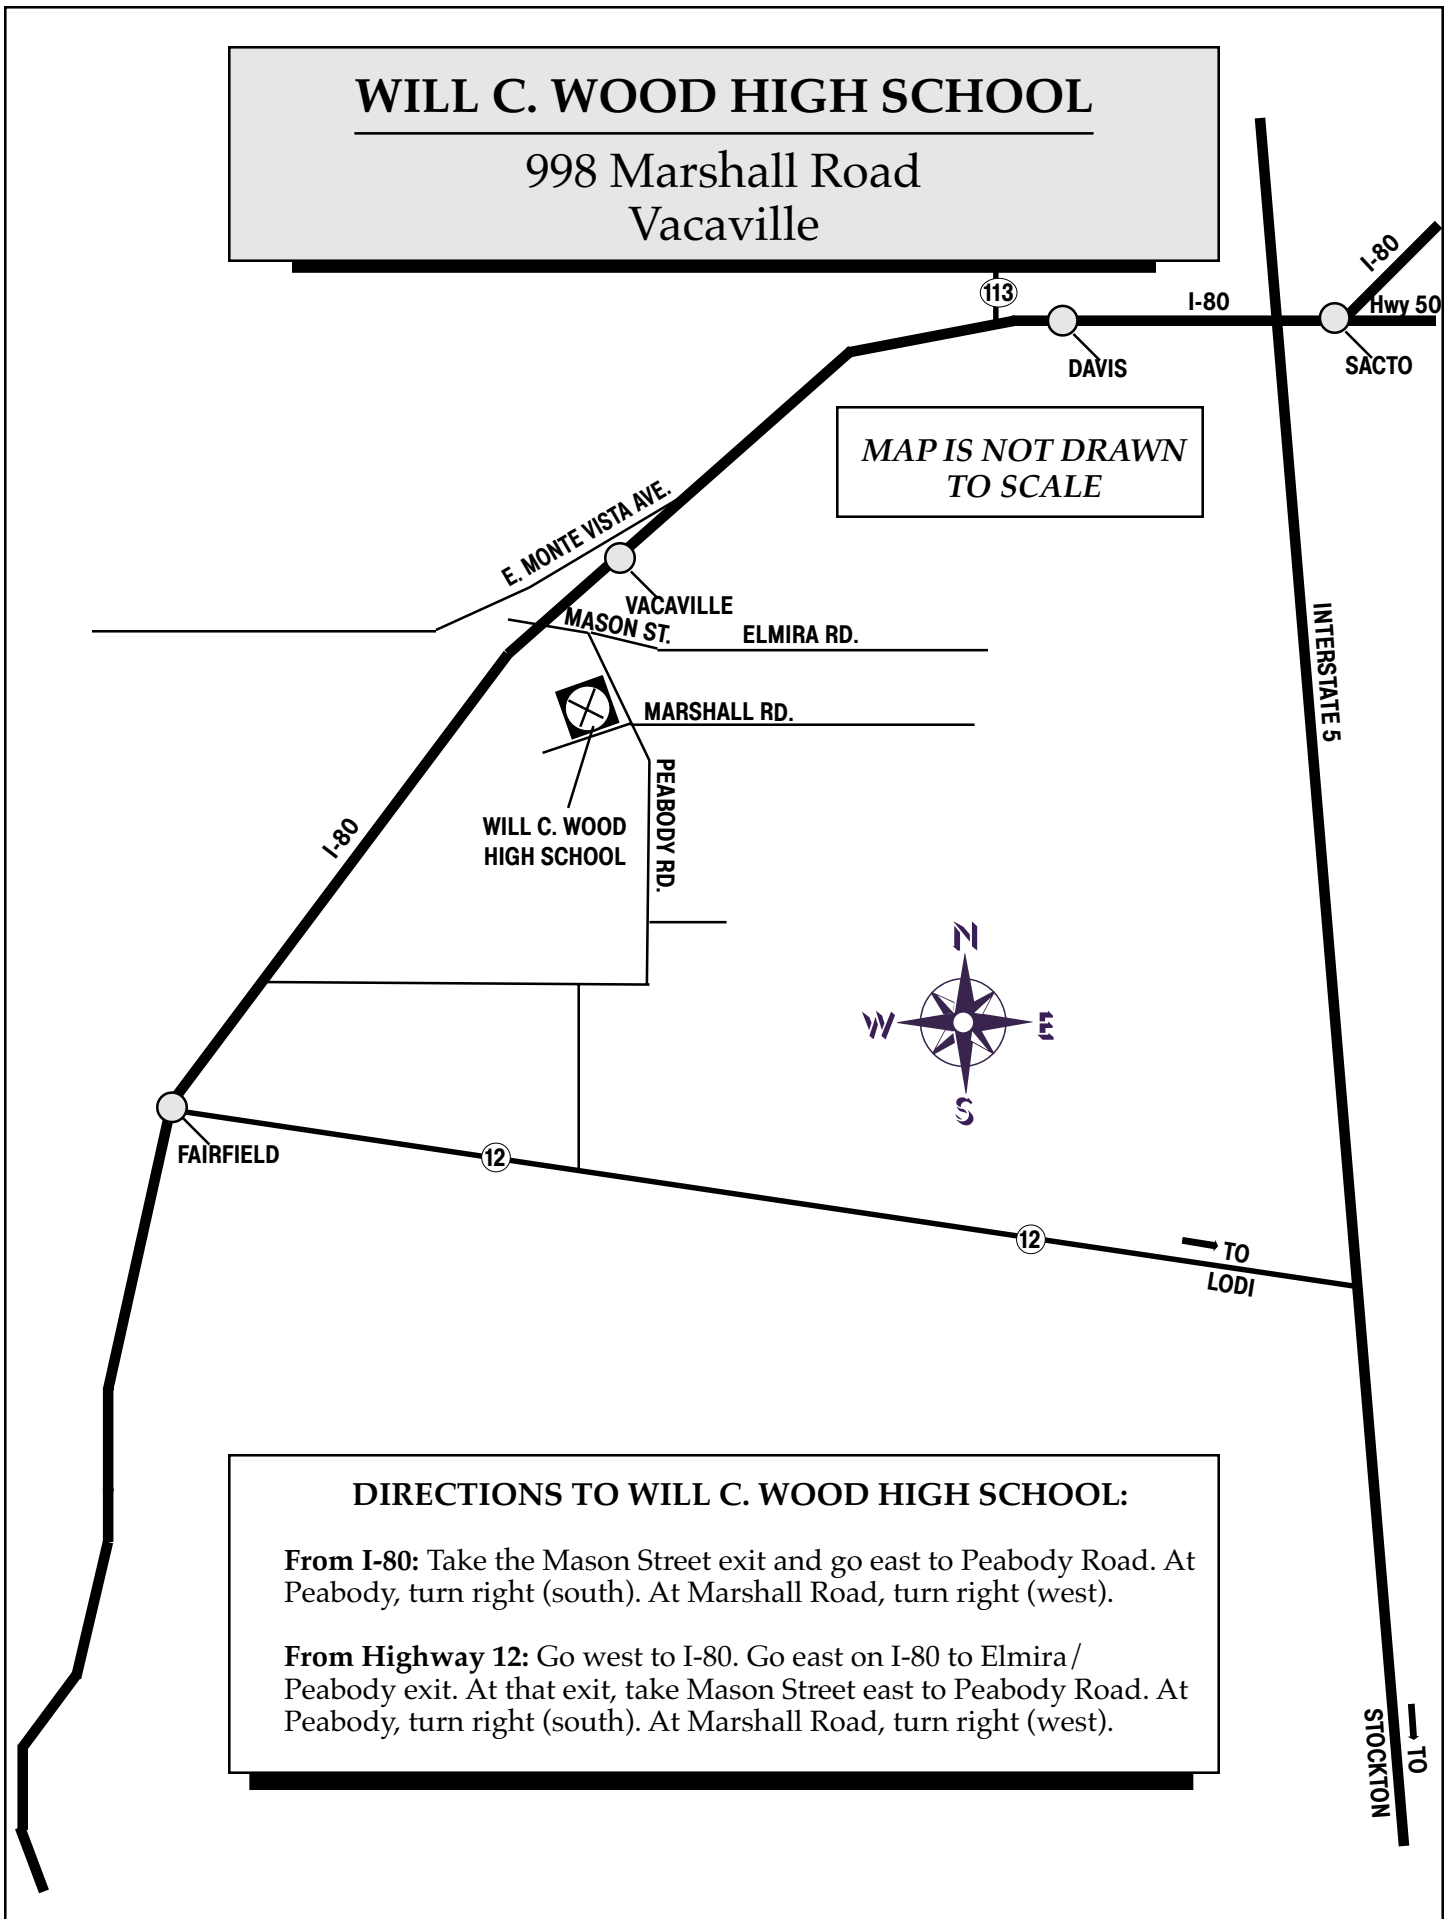 WILL C. WOOD HIGH SCHOOL
998 Marshall Road
Vacaville
I-80
113
I-80
Hwy 50
DAVIS
SACTO
MAP IS NOT DRAWN
TO SCALE
E. MONTE VISTA AVE.
VACAVILLE
MASON ST.
ELMIRA RD.
INTERSTATE 5
MARSHALL RD.
PEABODY RD.
I-80
WILL C. WOOD
HIGH SCHOOL
N
W
E
S
FAIRFIELD
12
12
TO
LODI
DIRECTIONS TO WILL C. WOOD HIGH SCHOOL:
From I-80: Take the Mason Street exit and go east to Peabody Road. At
Peabody, turn right (south). At Marshall Road, turn right (west).
From Highway 12: Go west to I-80. Go east on I-80 to Elmira/
Peabody exit. At that exit, take Mason Street east to Peabody Road. At
Peabody, turn right (south). At Marshall Road, turn right (west).
TO
STOCKTON